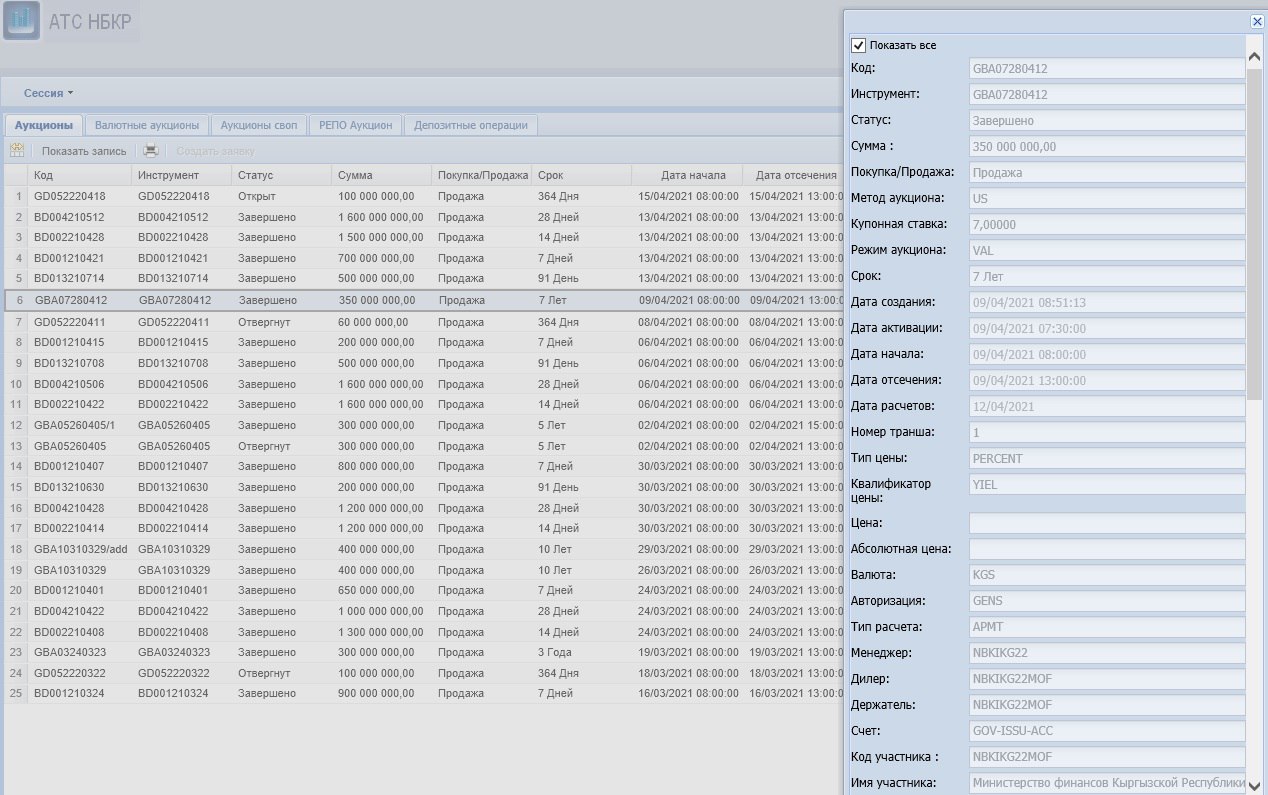 АТС НБКР
Сессия
Аукционы Валютные аукционы Аукционы своп РЕПО Аукцион Депозитные операции
Показать запись Создать заявку
Код Инструмент Статус Сумма Покупка/Продажа Срок Дата начала Дата отсечения
1 GD052220418 GD052220418 Открыт 100 000 000,00 Продажа 364 Дня 15/04/2021 08:00:00 15/04/2021 13:00:0
2 BD004210512 BD004210512 Завершено 1 600 000 000,00 Продажа 28 Дней 13/04/2021 08:00:00 13/04/2021 13:00:0
3 BD002210428 BD002210428 Завершено 1 500 000 000,00 Продажа 14 Дней 13/04/2021 08:00:00 13/04/2021 13:00:0
4 BD001210421 BD001210421 Завершено 700 000 000,00 Продажа 7 Дней 13/04/2021 08:00:00 13/04/2021 13:00:0
5 BD013210714 BD013210714 Завершено 500 000 000,00 Продажа 91 День 13/04/2021 08:00:00 13/04/2021 13:00:0
6 GBA07280412 GBA07280412 Завершено 350 000 000,00 Продажа 7 Лет 09/04/2021 08:00:00 09/04/2021 13:00:0
7 GD052220411 GD052220411 Отвергнут 60 000 000,00 Продажа 364 Дня 08/04/2021 08:00:00 08/04/2021 13:00:0
8 BD001210415 BD001210415 Завершено 200 000 000,00 Продажа 7 Дней 06/04/2021 08:00:00 06/04/2021 13:00:0
9 BD013210708 BD013210708 Завершено 500 000 000,00 Продажа 91 День 06/04/2021 08:00:00 06/04/2021 13:00:0
10 BD004210506 BD004210506 Завершено 1 600 000 000,00 Продажа 28 Дней 06/04/2021 08:00:00 06/04/2021 13:00:0
11 BD002210422 BD002210422 Завершено 1 600 000 000,00 Продажа 14 Дней 06/04/2021 08:00:00 06/04/2021 13:00:0
12 GBA05260405/1 GBA05260405 Завершено 300 000 000,00 Продажа 5 Лет 02/04/2021 08:00:00 02/04/2021 15:00:0
13 GBA05260405 GBA05260405 Отвергнут 300 000 000,00 Продажа 5 Лет 02/04/2021 08:00:00 02/04/2021 13:00:0
14 BD001210407 BD001210407 Завершено 800 000 000,00 Продажа 7 Дней 30/03/2021 08:00:00 30/03/2021 13:00:0
15 BD013210630 BD013210630 Завершено 200 000 000,00 Продажа 91 День 30/03/2021 08:00:00 30/03/2021 13:00:0
16 BD004210428 BD004210428 Завершено 1 200 000 000,00 Продажа 28 Дней 30/03/2021 08:00:00 30/03/2021 13:00:0
17 BD002210414 BD002210414 Завершено 1 200 000 000,00 Продажа 14 Дней 30/03/2021 08:00:00 30/03/2021 13:00:0
18 GBA10310329/add GBA10310329 Завершено 400 000 000,00 Продажа 10 Лет 29/03/2021 08:00:00 29/03/2021 13:00:0
19 GBA10310329 GBA10310329 Завершено 400 000 000,00 Продажа 10 Лет 26/03/2021 08:00:00 26/03/2021 13:00:0
20 BD001210401 BD001210401 Завершено 650 000 000,00 Продажа 7 Дней 24/03/2021 08:00:00 24/03/2021 13:00:0
21 BD004210422 BD004210422 Завершено 1 000 000 000,00 Продажа 28 Дней 24/03/2021 08:00:00 24/03/2021 13:00:0
22 BD002210408 BD002210408 Завершено 1 300 000 000,00 Продажа 14 Дней 24/03/2021 08:00:00 24/03/2021 13:00:0
23 GBA03240323 GBA03240323 Завершено 300 000 000,00 Продажа 3 Года 19/03/2021 08:00:00 19/03/2021 13:00:0
24 GD052220322 GD052220322 Отвергнут 100 000 000,00 Продажа 364 Дня 18/03/2021 08:00:00 18/03/2021 13:00:0
25 BD001210324 BD001210324 Завершено 900 000 000,00 Продажа 7 Дней 16/03/2021 08:00:00 16/03/2021 13:00:0
Показать все
Код: GBA07280412
Инструмент: GBA07280412
Статус: Завершено
Сумма : 350 000 000,00
Покупка/Продажа: Продажа
Метод аукциона: US
Купонная ставка: 7,00000
Режим аукциона: VAL
Срок: 7 Лет
Дата создания: 09/04/2021 08:51:13
Дата активации: 09/04/2021 07:30:00
Дата начала: 09/04/2021 08:00:00
Дата отсечения: 09/04/2021 13:00:00
Дата расчетов: 12/04/2021
Номер транша: 1
Тип цены: PERCENT
Квалификатор
цены: YIEL
Цена:
Абсолютная цена:
Валюта: KGS
Авторизация: GENS
Тип расчета: APMT
Менеджер: NBKIKG22
Дилер: NBKIKG22MOF
Держатель: NBKIKG22MOF
Счет: GOV-ISSU-ACC
Код участника : NBKIKG22MOF
Имя участника: Министерство финансов Кыргызской Республики